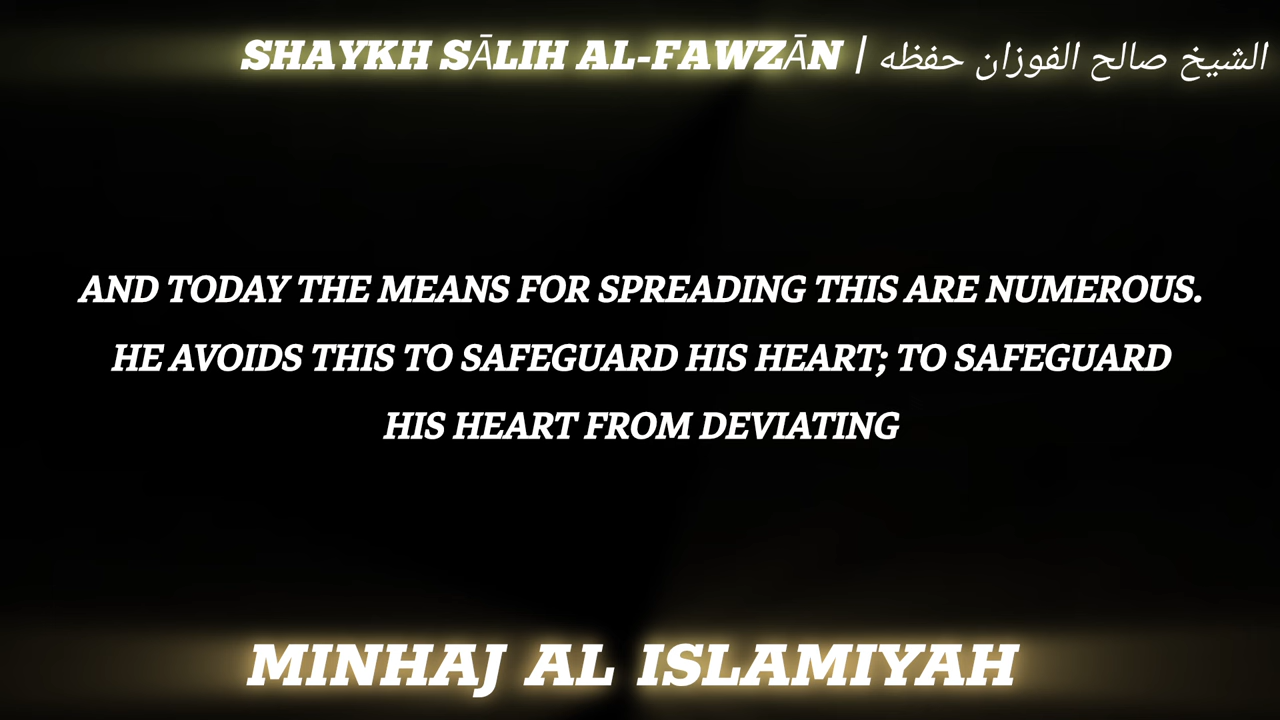 SHAYKH SĀLIH AL-FAWZĀN | الشيخ صالح الفوزان حفظه
AND TODAY THE MEANS FOR SPREADING THIS ARE NUMEROUS.
HE AVOIDS THIS TO SAFEGUARD HIS HEART; TO SAFEGUARD
HIS HEART FROM DEVIATING
MINHAJ AL ISLAMIYAH